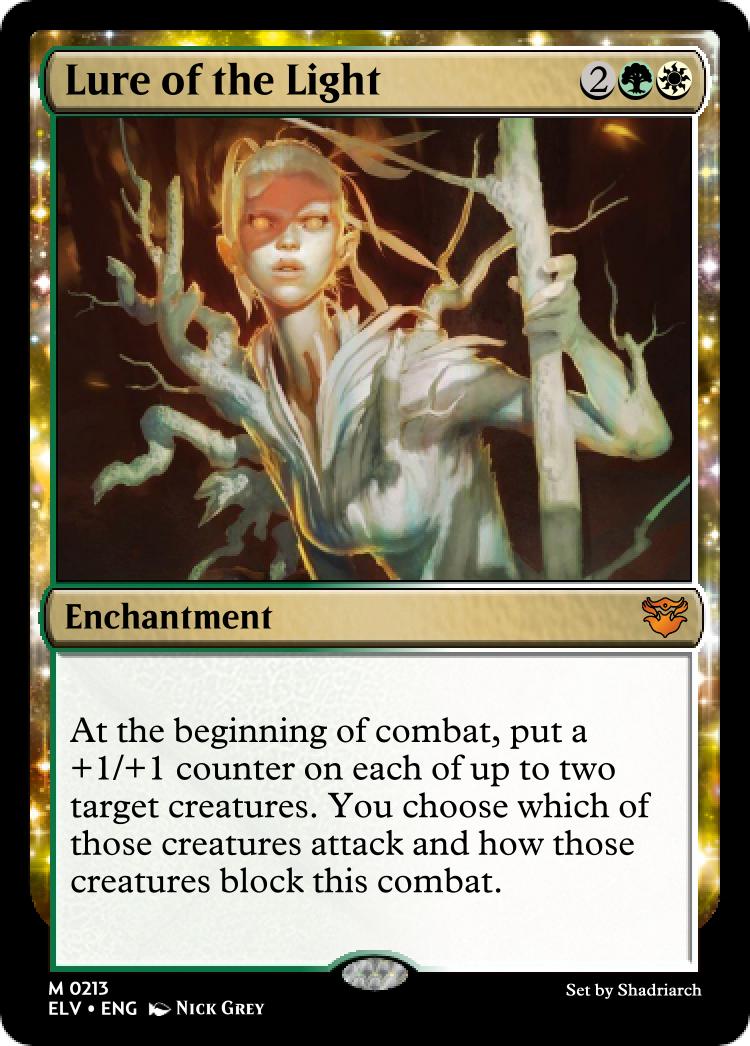 Lure of the Light 2
Enchantment
At the beginning of combat, put a
+1/+1 counter on each of up to two
target creatures. You choose which of
those creatures attack and how those
creatures block this combat.
M 0213
ELV • ENG Nick Grey
Set by Shadriarch